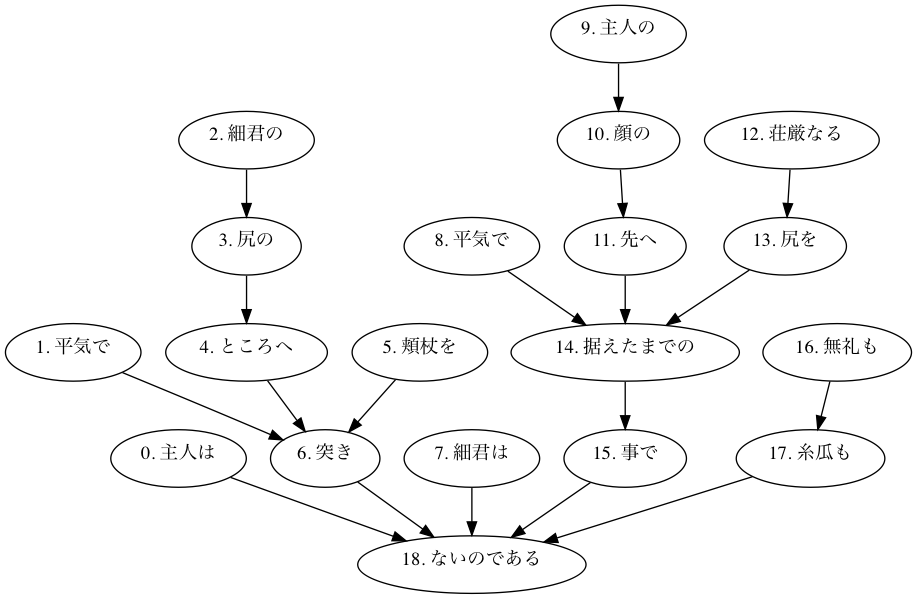 9. 主人の
2. 細君の
10. 顔の
12. 荘厳なる
3. 尻の
8. 平気で
11. 先へ
13. 尻を
1. 平気で
4. ところへ
5. 頬杖を
14. 据えたまでの
16. 無礼も
0. 主人は
6. 突き
7. 細君は
15. 事で
17. 糸瓜も
18. ないのである